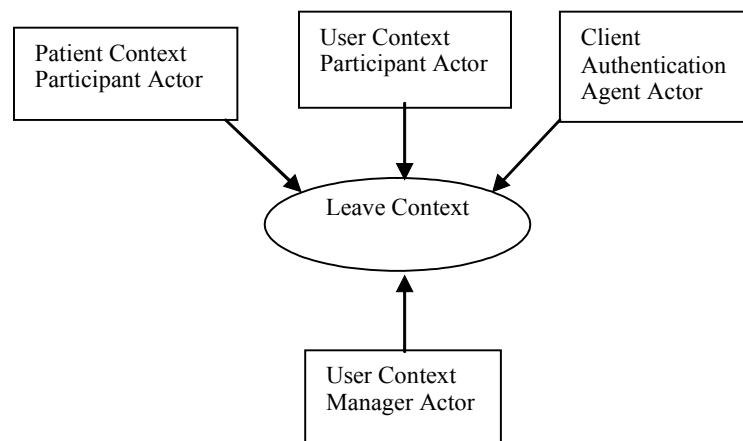 Patient Context
Participant Actor
User Context
Participant Actor
Client
Authentication
Agent Actor
Leave Context
User Context
Manager Actor